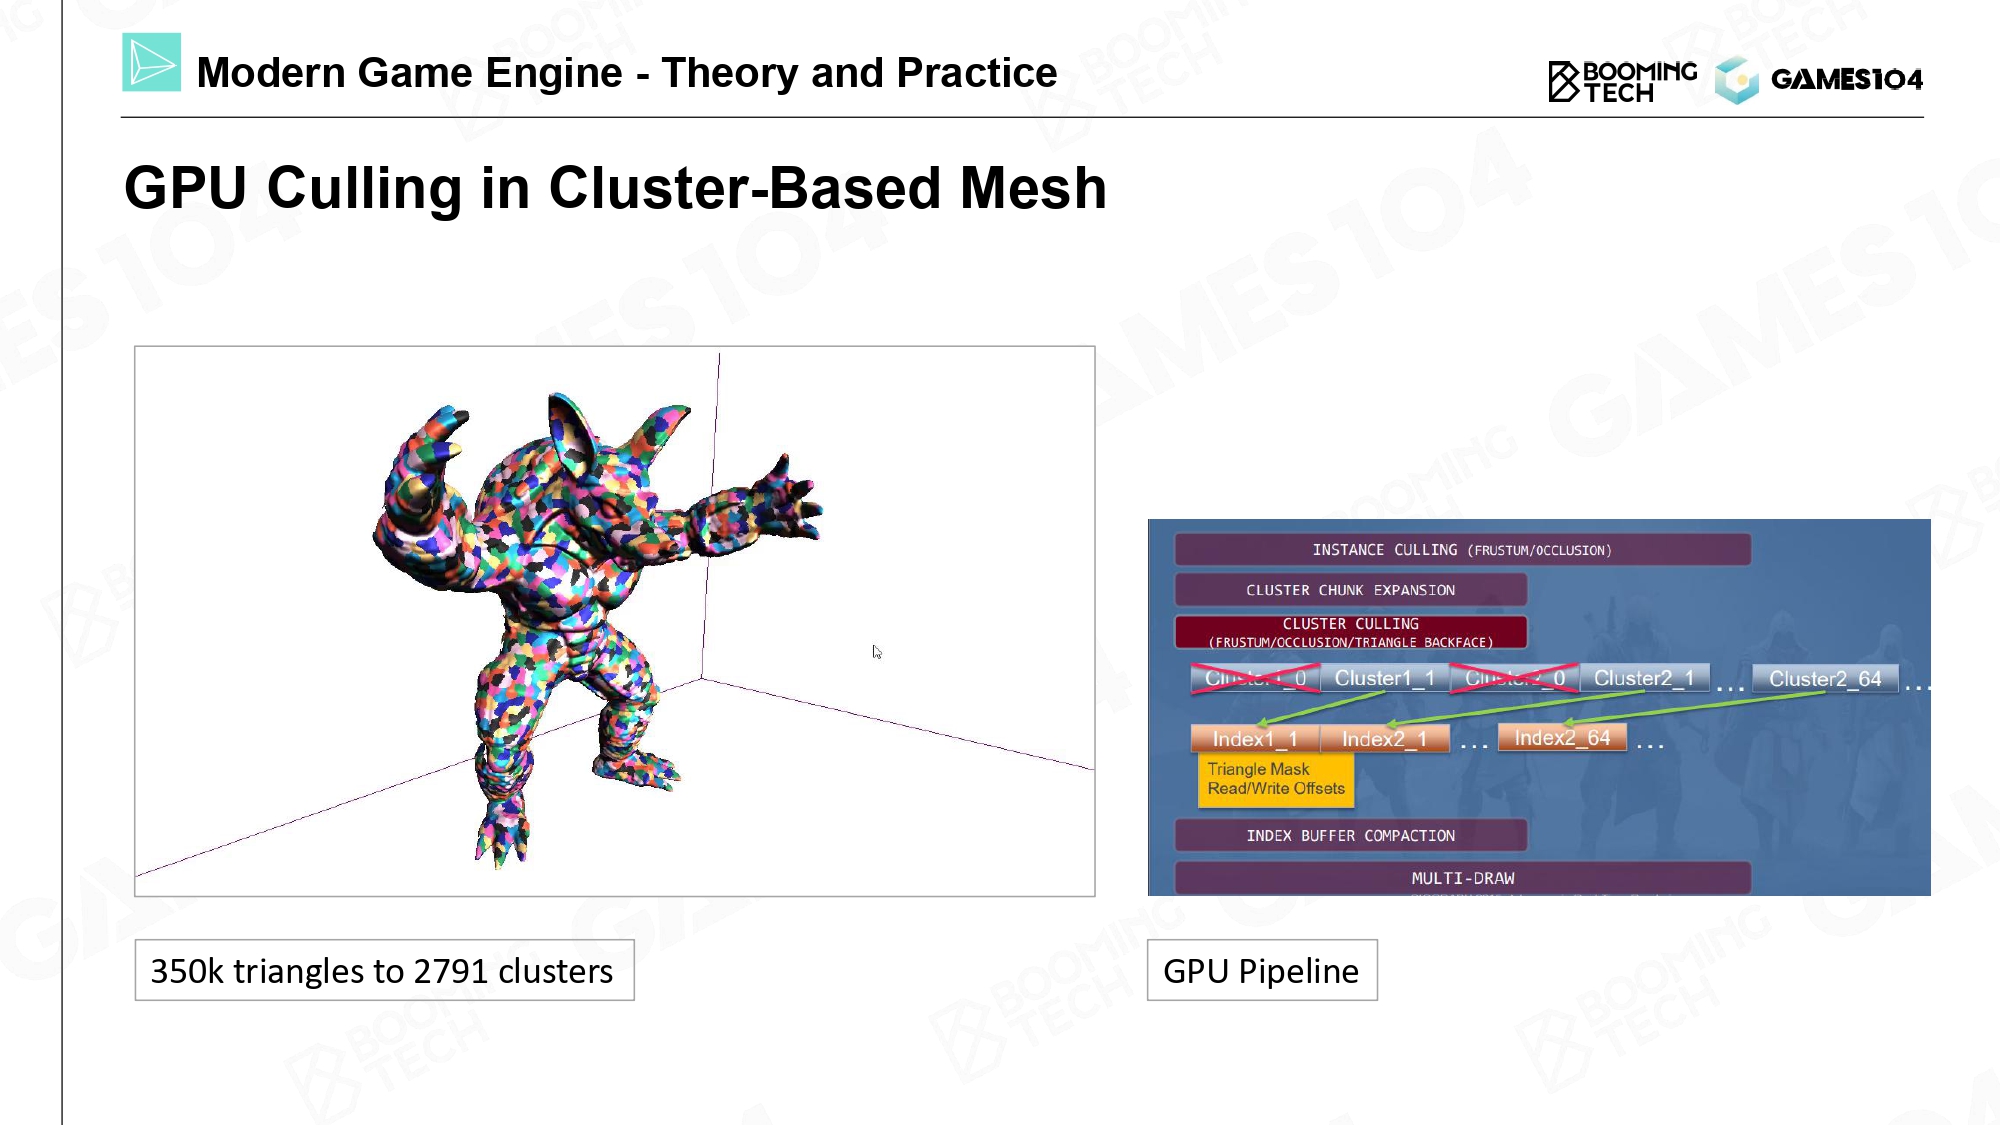 Modern Game Engine - Theory and Practice
BOOMING
TECH
GAMES104
GPU Culling in Cluster-Based Mesh
INSTANCE CULLING (FRUSTUM/OCCLUSION)
CLUSTER CHUNK EXPANSION
CLUSTER CULLING
(FRUSTUM/OCCLUSION/TRIANGLE BACKFACE)
Cluster1_0 Cluster1_1 Cluster2_0 Cluster2_1 ... Cluster2_64 ...
Index1_1 Index2_1 ... Index2_64 ...
Triangle Mask
Read/Write Offsets
INDEX BUFFER COMPACTION
MULTI-DRAW
350k triangles to 2791 clusters
GPU Pipeline